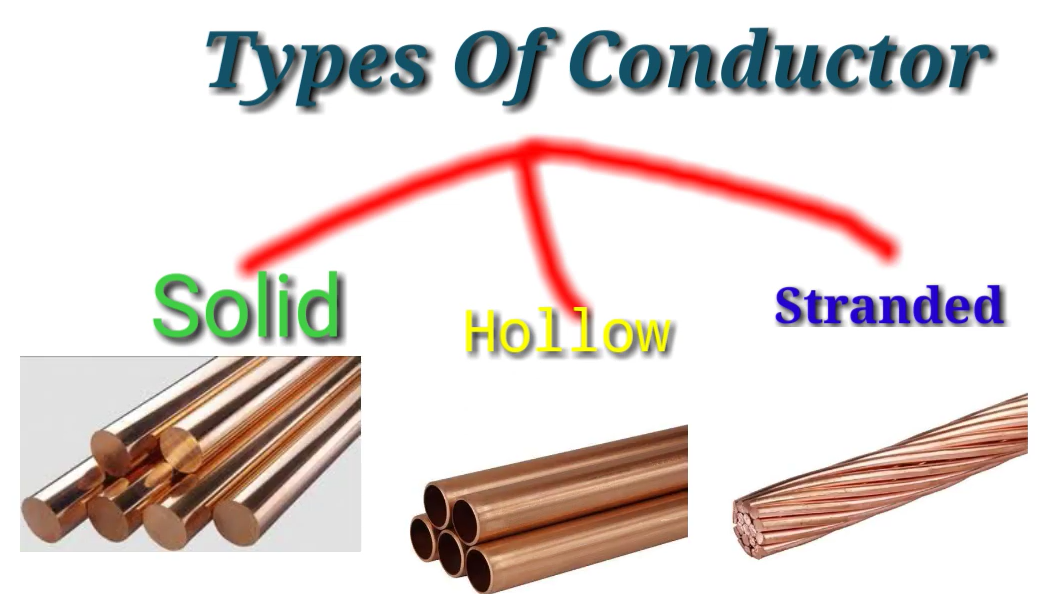 Types Of Conductor
Solid
Hollow
Stranded